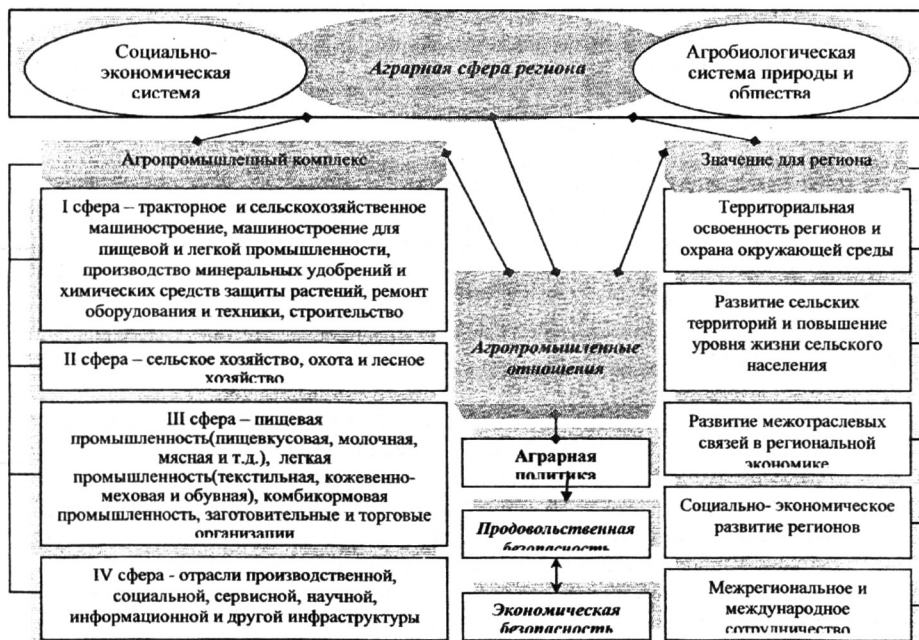 Социально-
экономическая
система
Аграрная сфера региона
Агробиологическая
система природы и
общества
Агропромышленный комплекс
Значение для региона
I сфера – тракторное и сельскохозяйственное
машиностроение, машиностроение для
пищевой и легкой промышленности,
производство минеральных удобрений и
химических средств защиты растений, ремонт
оборудования и техники, строительство
II сфера – сельское хозяйство, охота и лесное
хозяйство
III сфера – пищевая
промышленность(пищевкусовая, молочная,
мясная и т.д.), легкая
промышленность(текстильная, кожевенно-
меховая и обувная), комбикормовая
промышленность, заготовительные и торговые
организации
IV сфера - отрасли производственной,
социальной, сервисной, научной,
информационной и другой инфраструктуры
Агропромышленные
отношения
Аграрная
политика
Продовольственная
безопасность
Экономическая
безопасность
Территориальная
освоенность регионов и
охрана окружающей среды
Развитие сельских
территорий и повышение
уровня жизни сельского
населения
Развитие межотраслевых
связей в региональной
экономике
Социально- экономическое
развитие регионов
Межрегиональное и
международное
сотрудничество